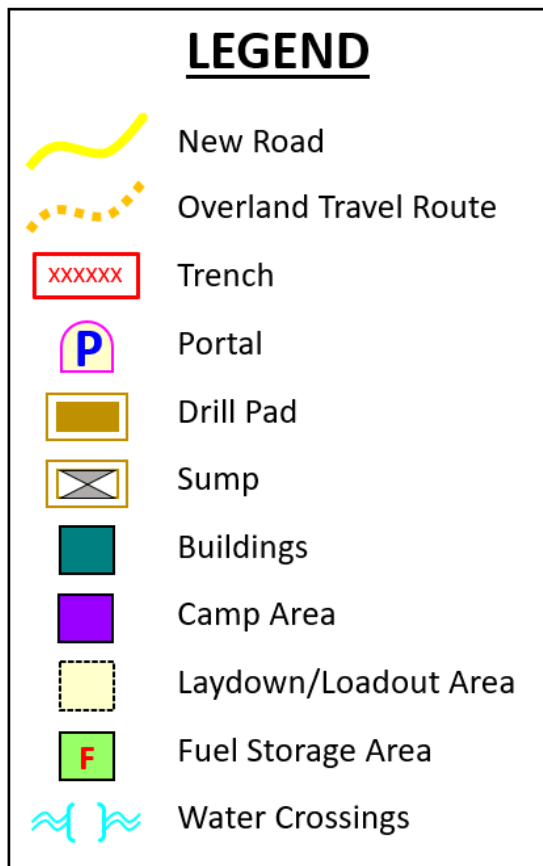 LEGEND
New Road
Overland Travel Route
XXXXXX Trench
P Portal
Drill Pad
Sump
Buildings
Camp Area
Laydown/Loadout Area
F Fuel Storage Area
Water Crossings